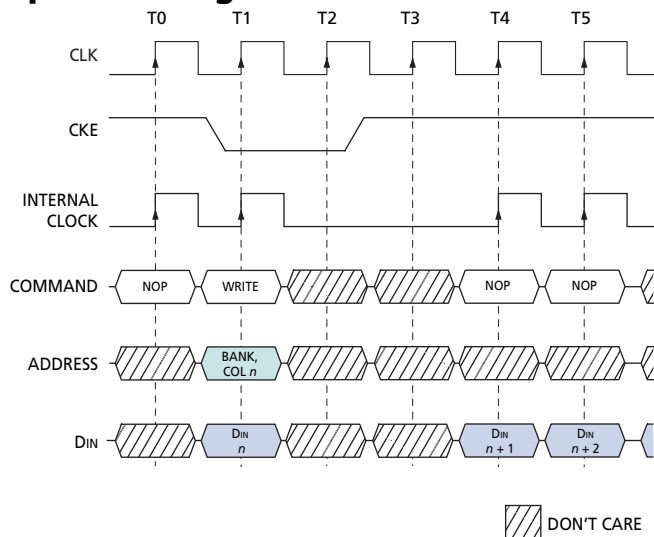 T0 T1 T2 T3 T4 T5
CLK
CKE
INTERNAL
CLOCK
COMMAND NOP WRITE NOP NOP
ADDRESS BANK,
COL n
DIN DIN
n DIN
n + 1 DIN
n + 2
DON'T CARE